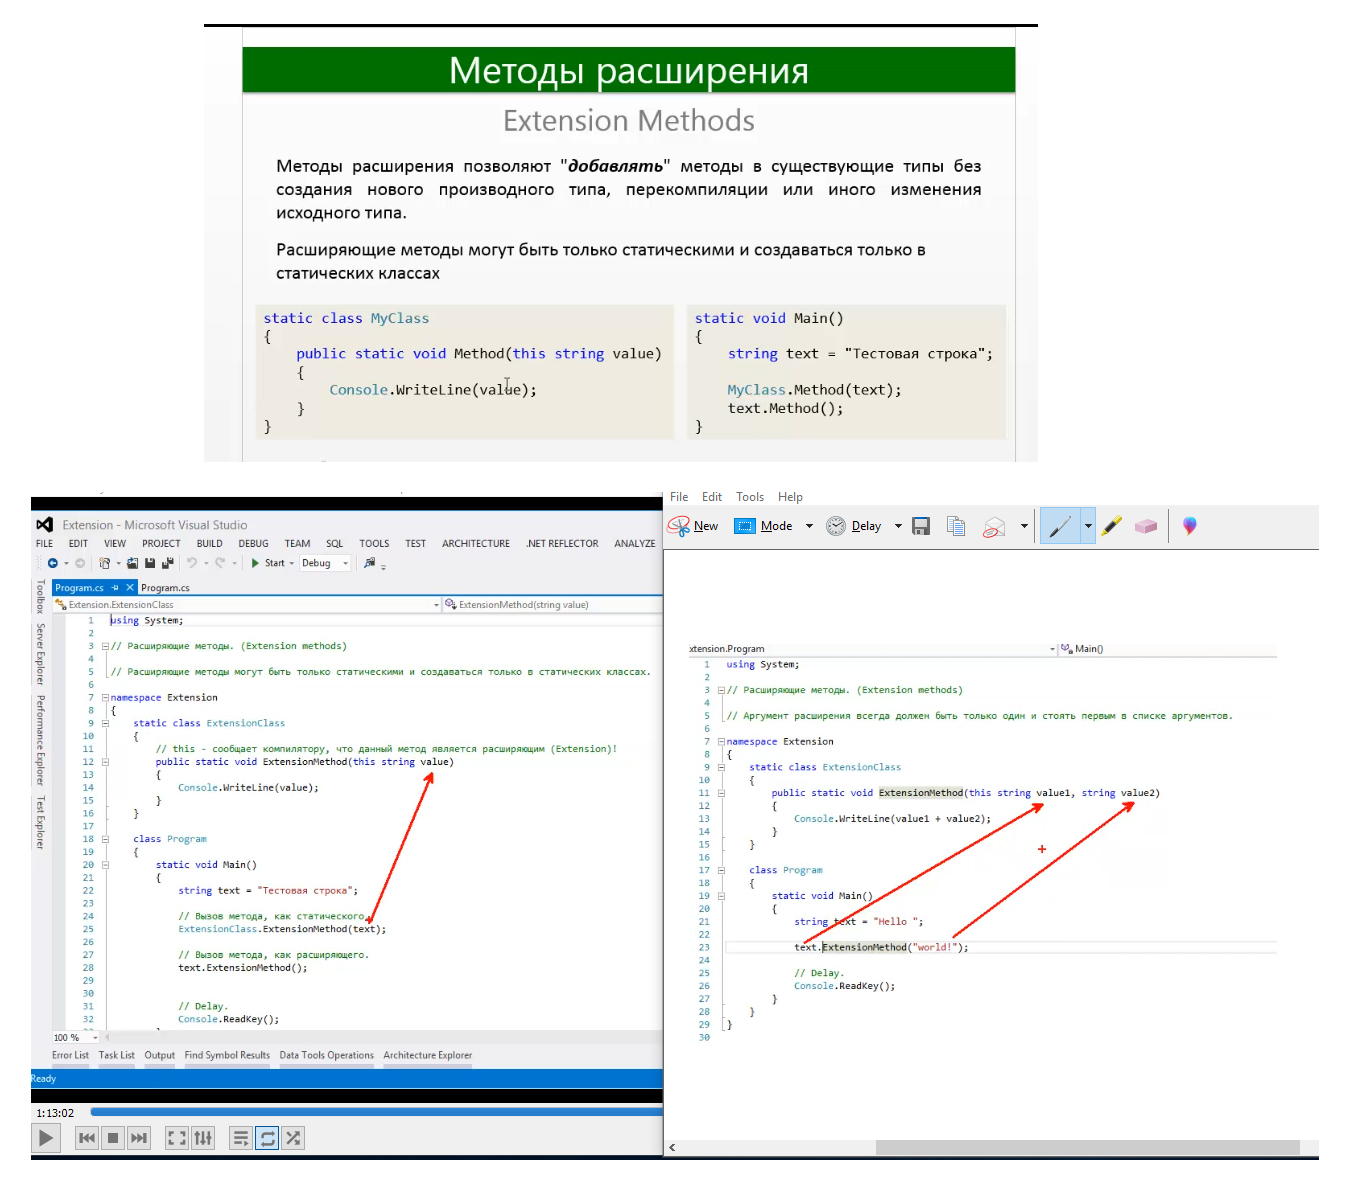 Методы расширения
Extension Methods
Методы расширения позволяют "добавлять" методы в существующие типы без
создания нового производного типа, перекомпиляции или иного изменения
исходного типа.
Расширяющие методы могут быть только статическими и создаваться только в
статических классах
static class MyClass
{
public static void Method(this string value)
{
Console.WriteLine(value);
}
}
static void Main()
{
string text = "Тестовая строка";
MyClass.Method(text);
text.Method();
}
Extension - Microsoft Visual Studio
FILE EDIT VIEW PROJECT BUILD DEBUG TEAM SQL TOOLS TEST ARCHITECTURE .NET REFLECTOR ANALYZE
Start Debug
Toolbox
Server Explorer
Performance Explorer
Test Explorer
Program.cs Program.cs
Extension.ExtensionClass ExtensionMethod(string value)
1 using System;
2
3 // Расширяющие методы. (Extension methods)
4
5 // Расширяющие методы могут быть только статическими и создаваться только в статических классах.
6
7 namespace Extension
8 {
9 static class ExtensionClass
10 {
11 // this - сообщает компилятору, что данный метод является расширяющим (Extension)!
12 public static void ExtensionMethod(this string value)
13 {
14 Console.WriteLine(value);
15 }
16 }
17
18 class Program
19 {
20 static void Main()
21 {
22 string text = "Тестовая строка";
23
24 // Вызов метода, как статического.
25 ExtensionClass.ExtensionMethod(text);
26
27 // Вызов метода, как расширяющего.
28 text.ExtensionMethod();
29
30
31 // Delay.
32 Console.ReadKey();
100 %
Error List Task List Output Find Symbol Results Data Tools Operations Architecture Explorer
Ready
1:13:02
File Edit Tools Help
New Mode Delay
xtension.Program Main()
1 using System;
2
3 // Расширяющие методы. (Extension methods)
4
5 // Аргумент расширения всегда должен быть только один и стоять первым в списке аргументов.
6
7 namespace Extension
8 {
9 static class ExtensionClass
10 {
11 public static void ExtensionMethod(this string value1, string value2)
12 {
13 Console.WriteLine(value1 + value2);
14 }
15 }
16
17 class Program
18 {
19 static void Main()
20 {
21 string text = "Hello ";
22
23 text.ExtensionMethod("world!");
24
25 // Delay.
26 Console.ReadKey();
27 }
28 }
29 }
30